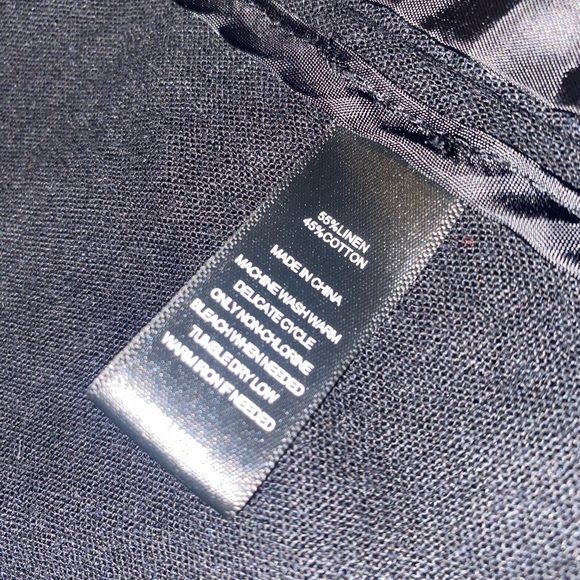 55%LINEN
45%COTTON
MADE IN CHINA
MACHINE WASH WARM
DELICATE CYCLE
ONLY NON-CHLORINE
BLEACH WHEN NEEDED
TUMBLE DRY LOW
WARM IRON IF NEEDED